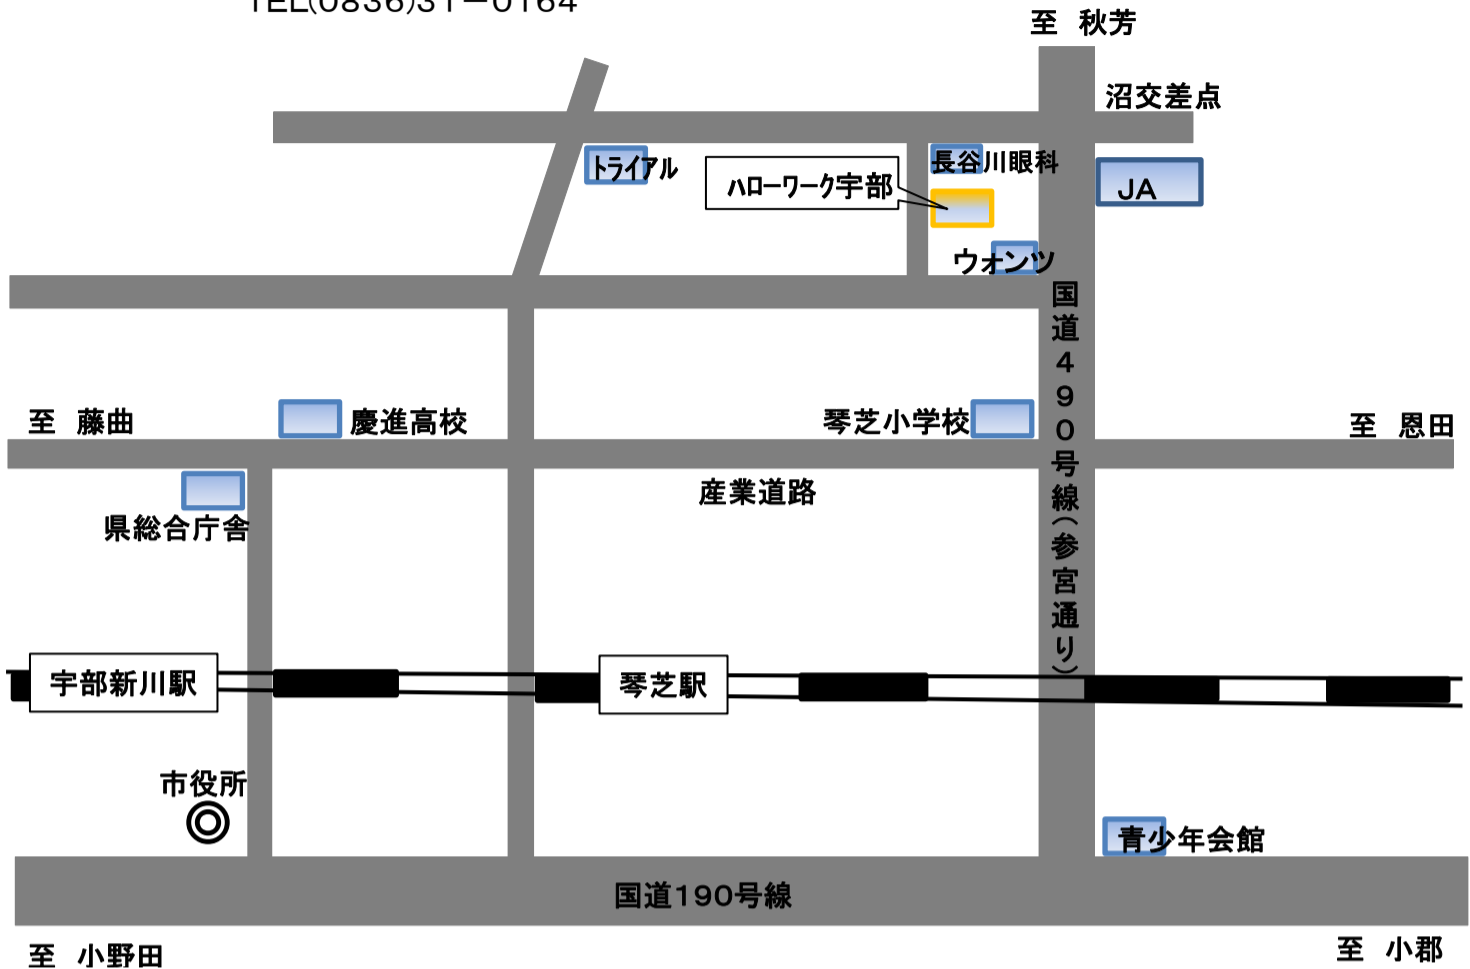 TEL(0836)31－0164
至 秋芳
沼交差点
トライアル
長谷川眼科
ハローワーク宇部
JA
ウォンツ
国道490号線(参宮通り)
至 藤曲
慶進高校
琴芝小学校
至 恩田
産業道路
県総合庁舎
宇部新川駅
琴芝駅
市役所
青少年会館
国道190号線
至 小野田
至 小郡